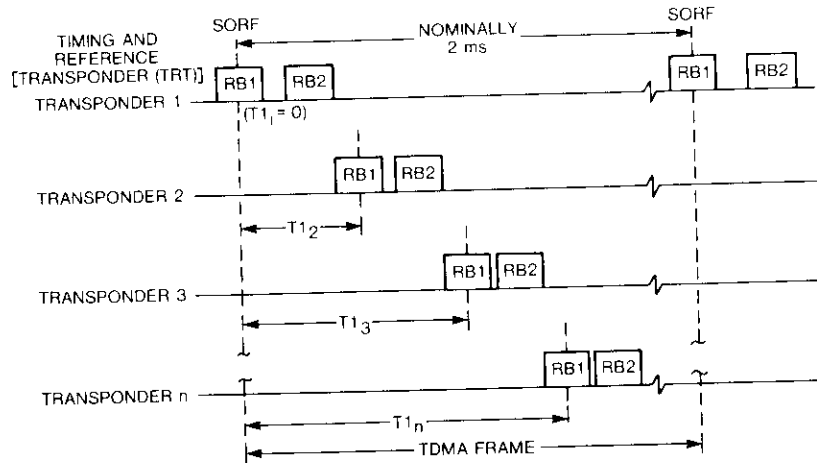 SORF
NOMINALLY
2 ms
SORF
TIMING AND
REFERENCE
[TRANSPONDER (TRT)]
TRANSPONDER 1
RB1
RB2
RB1
RB2
(T1₁ = 0)
TRANSPONDER 2
RB1
RB2
T1₂
TRANSPONDER 3
RB1
RB2
T1₃
TRANSPONDER n
RB1
RB2
T1ₙ
TDMA FRAME